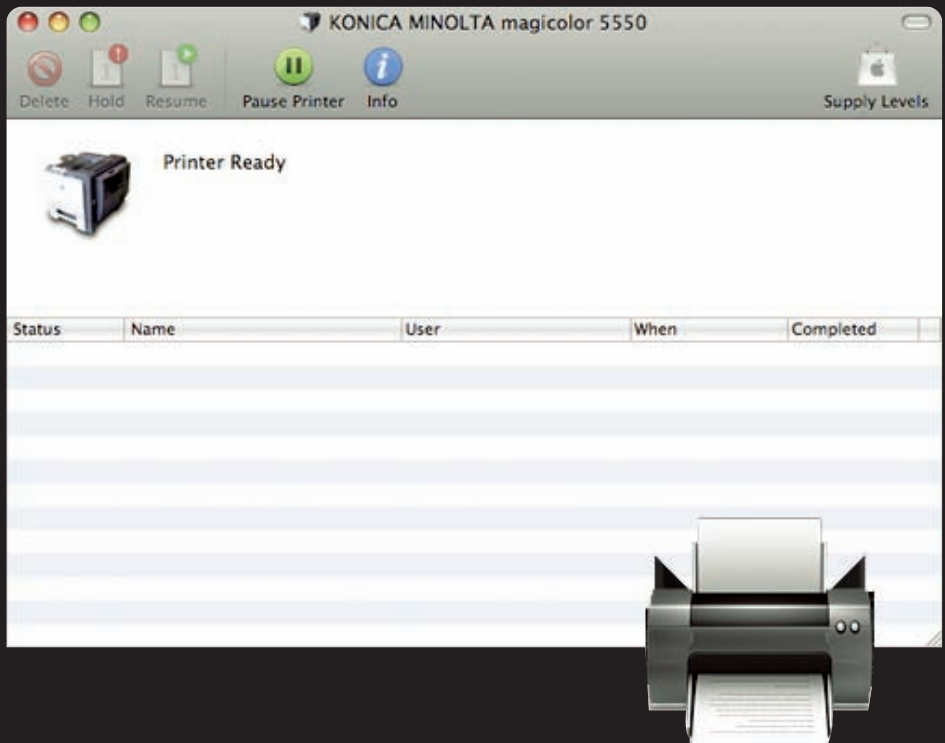 KONICA MINOLTA magicolor 5550
Delete Hold Resume Pause Printer Info Supply Levels
Printer Ready
Status Name User When Completed